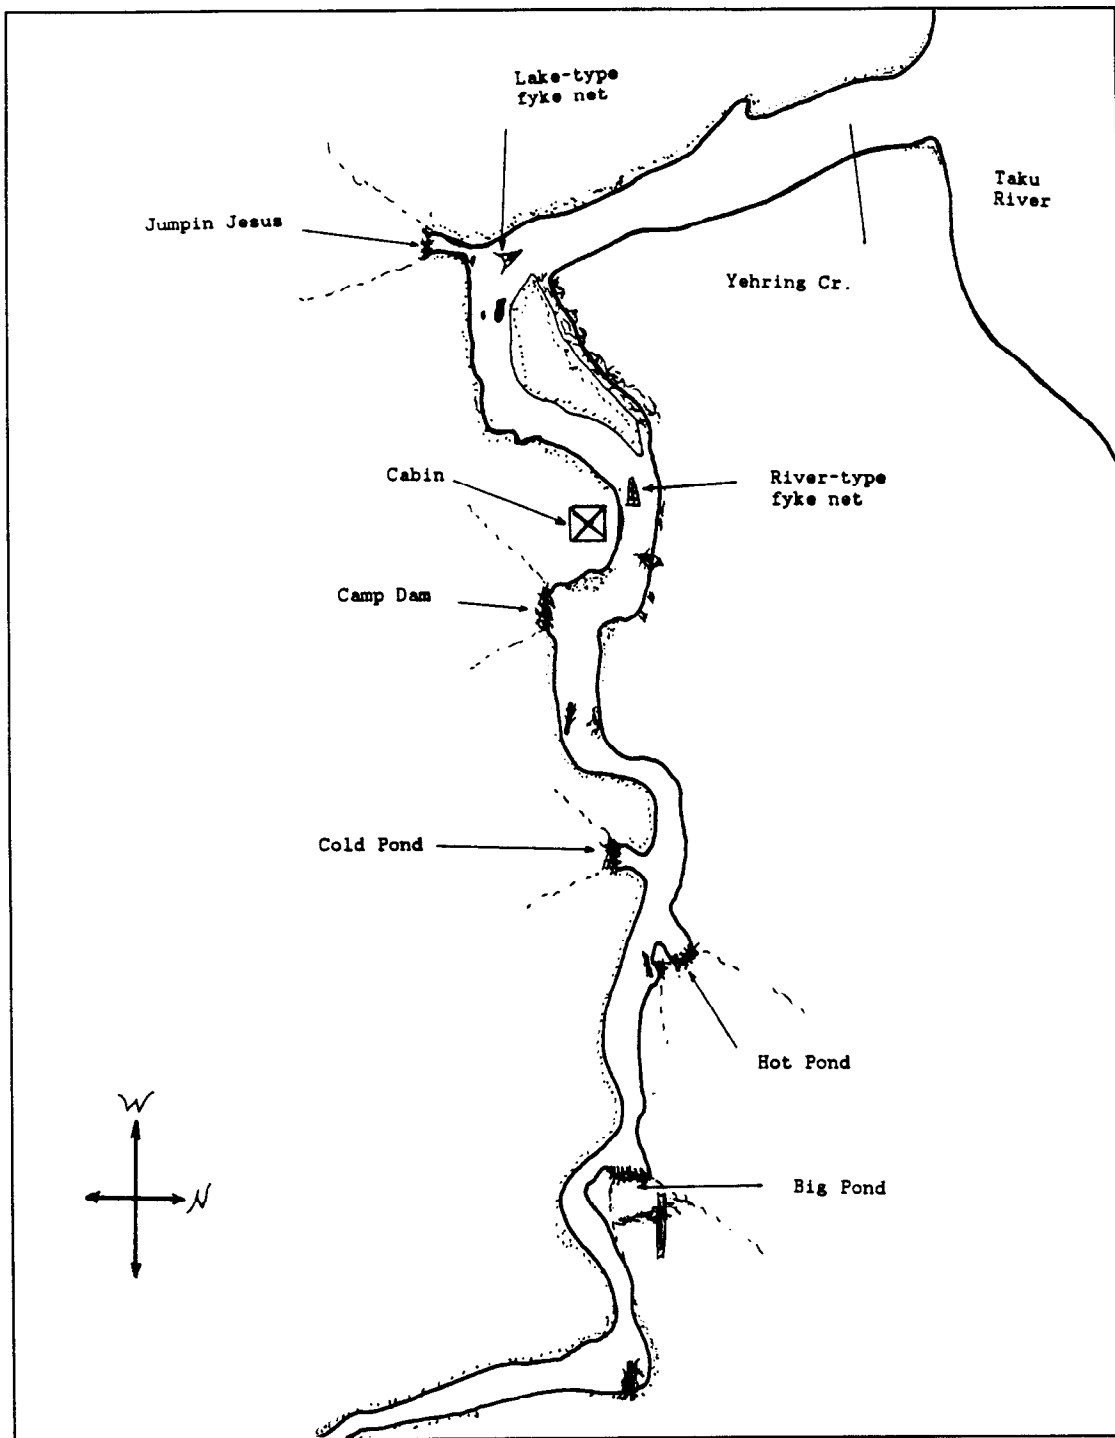 Lake-type
fyke net
Taku
River
Jumpin Jesus
Yehring Cr.
Cabin
River-type
fyke net
Camp Dam
Cold Pond
Hot Pond
W
N
Big Pond